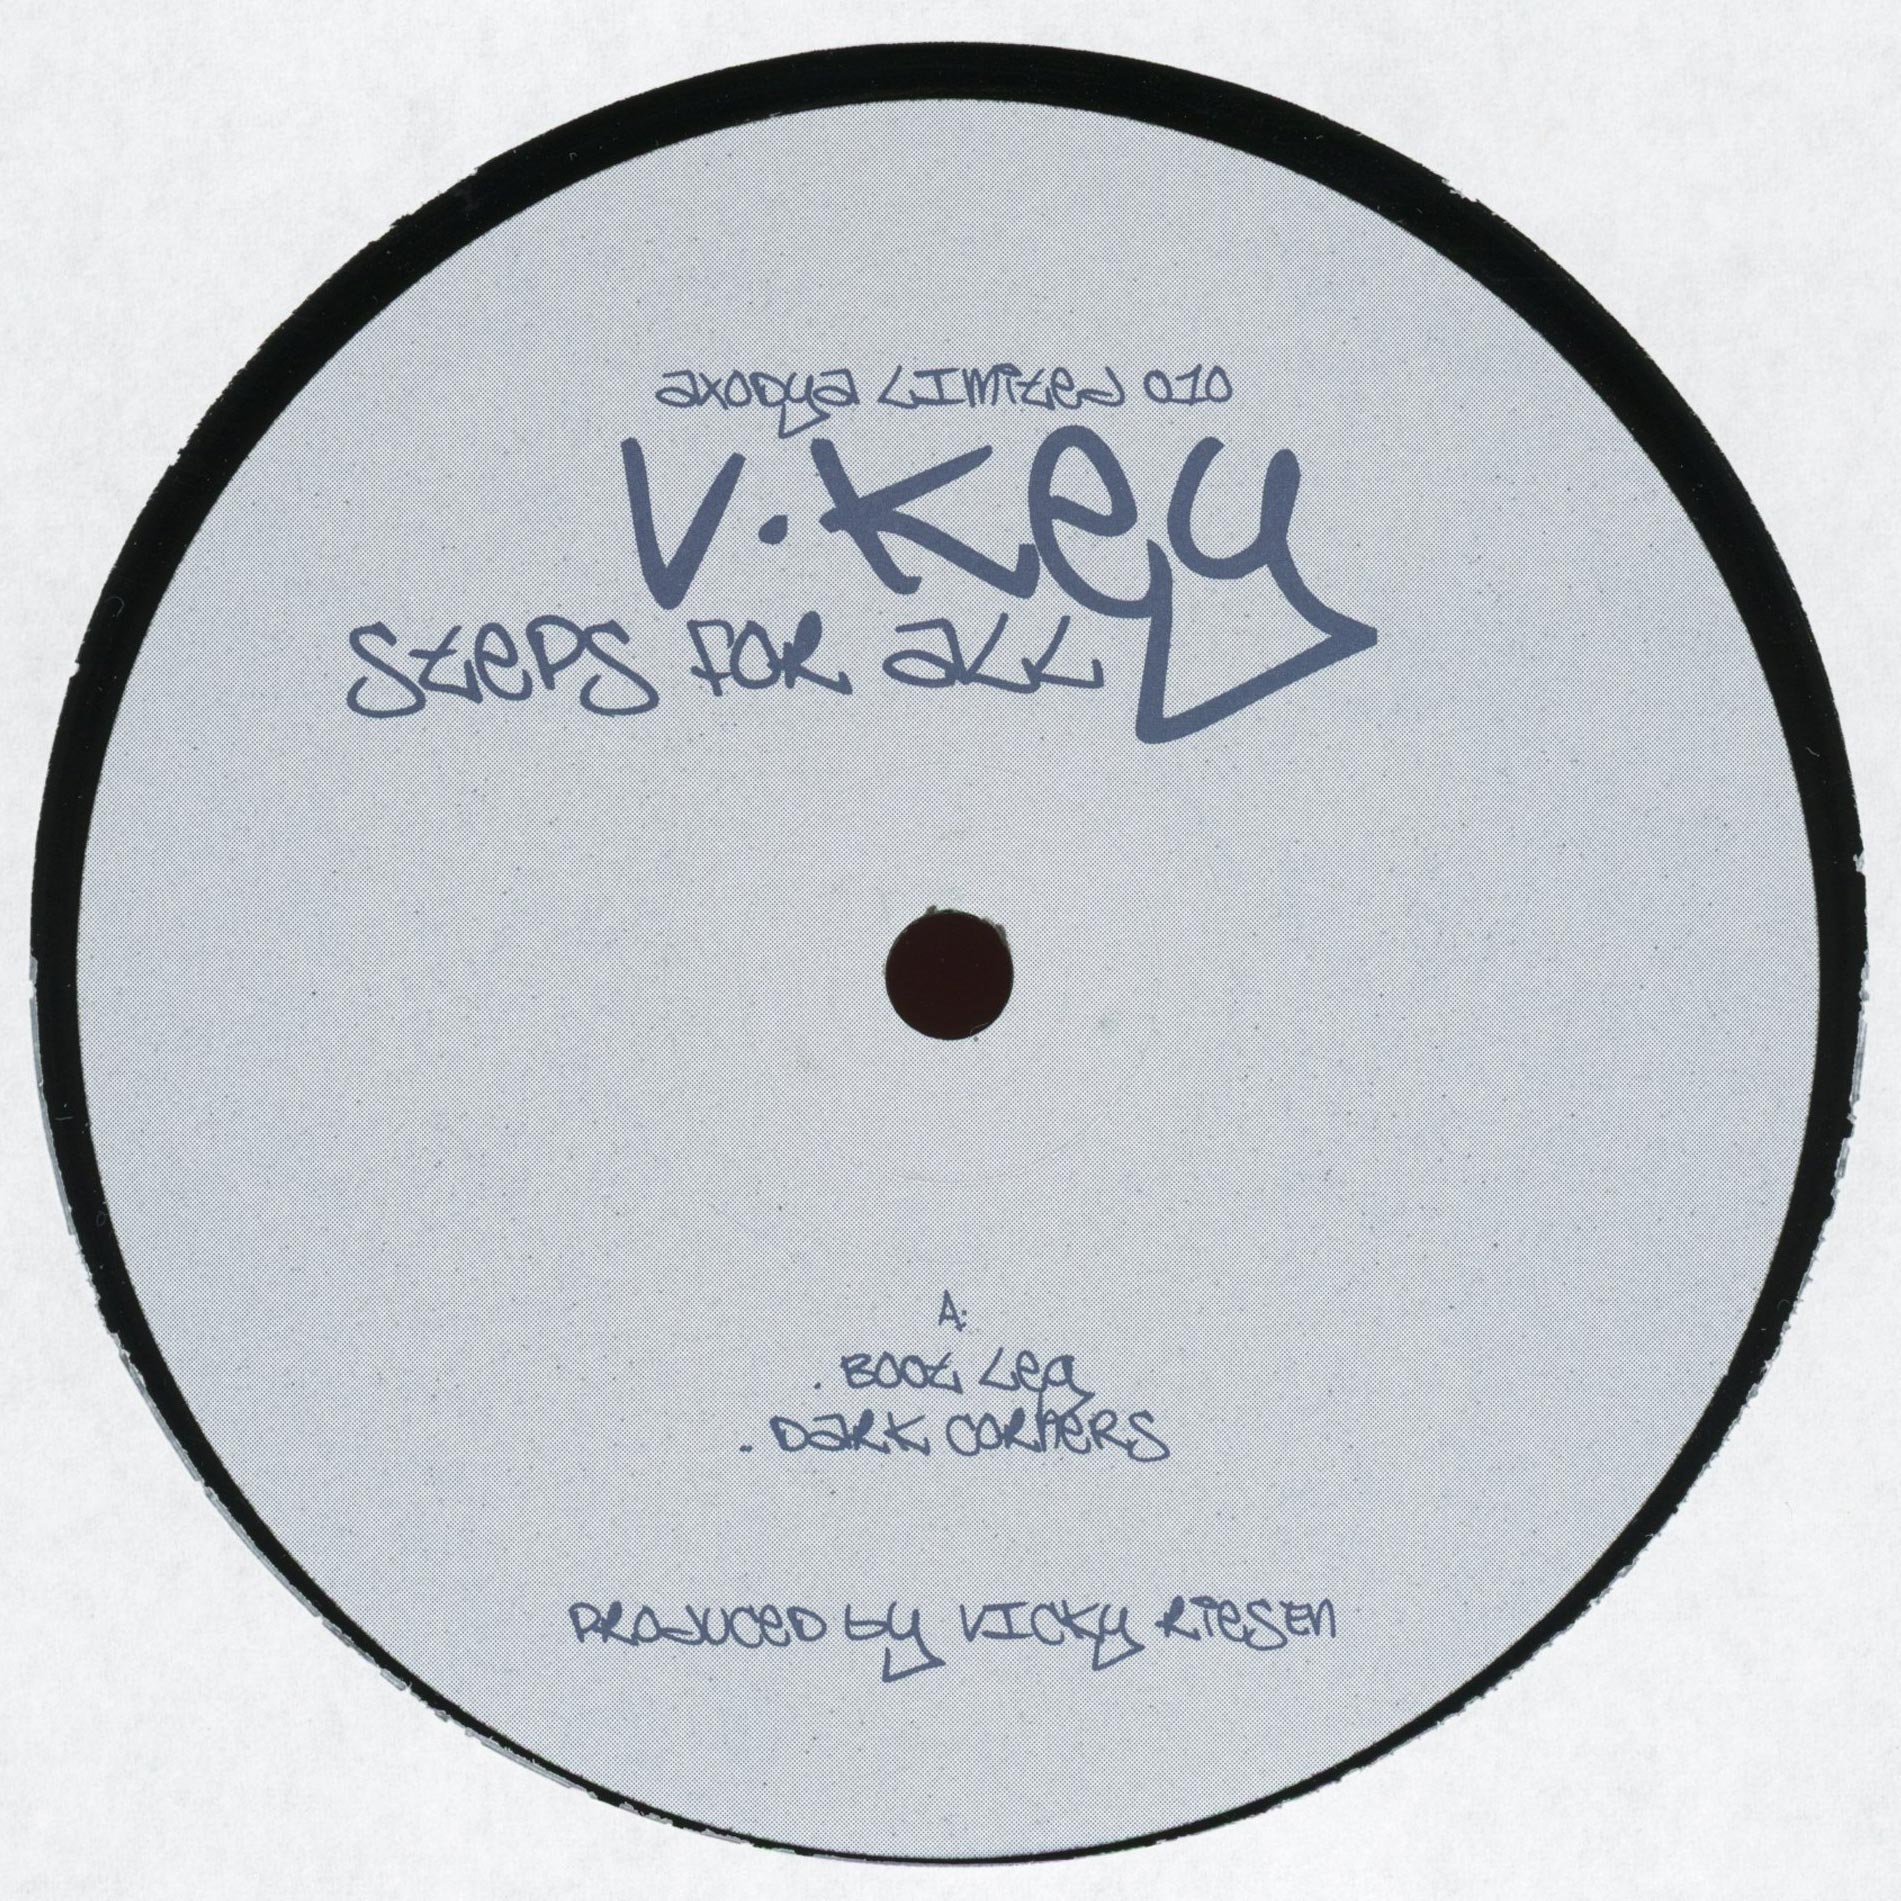 axodya Limited 010
V.Key
Steps for all
A:
. Boot Leg
. Dark Corners
Produced by Vicky Riesen